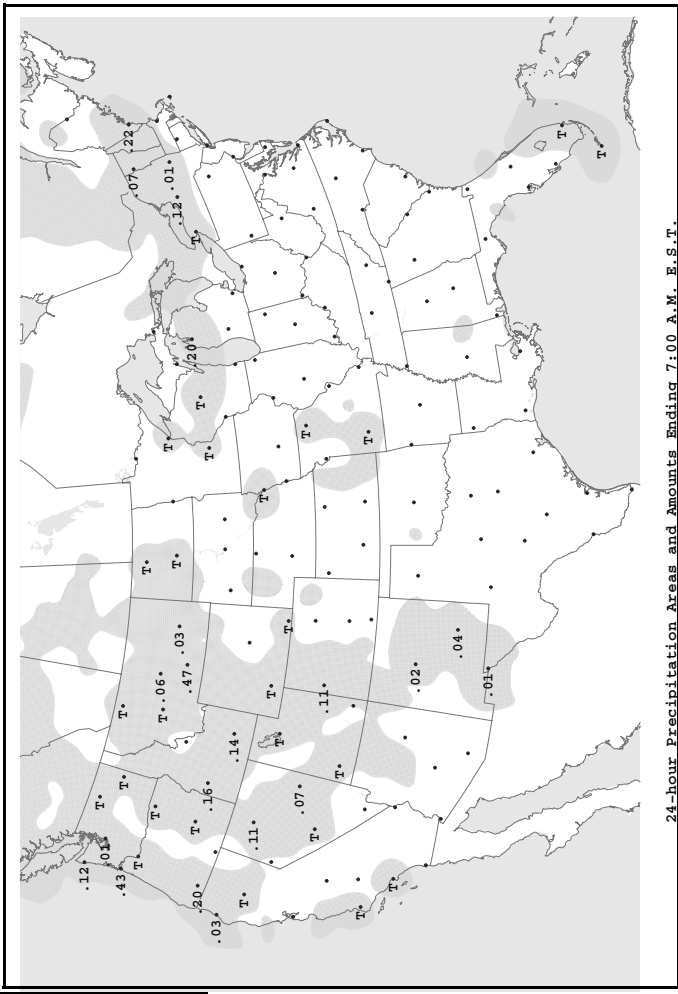 .12
T
.01
.43
T
T
.22
.07
T
T
T
T
.06
T
.01
T
.12
.03
.47
.20
T
T
.20
T
.16
T
.03
.14
T
.11
T
T
T
T
.07
T
T
.11
T
T
T
T
.02
.04
.01
T
T
24-hour Precipitation Areas and Amounts Ending 7:00 A.M. E.S.T.